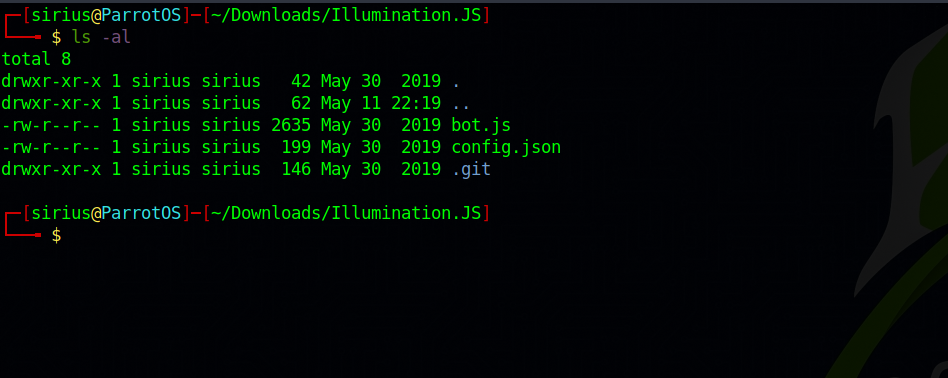 ┌─[sirius@ParrotOS]─[~/Downloads/Illumination.JS]
└──╼ $ ls -al
total 8
drwxr-xr-x 1 sirius sirius   42 May 30  2019 .
drwxr-xr-x 1 sirius sirius   62 May 11 22:19 ..
-rw-r--r-- 1 sirius sirius 2635 May 30  2019 bot.js
-rw-r--r-- 1 sirius sirius  199 May 30  2019 config.json
drwxr-xr-x 1 sirius sirius  146 May 30  2019 .git
┌─[sirius@ParrotOS]─[~/Downloads/Illumination.JS]
└──╼ $